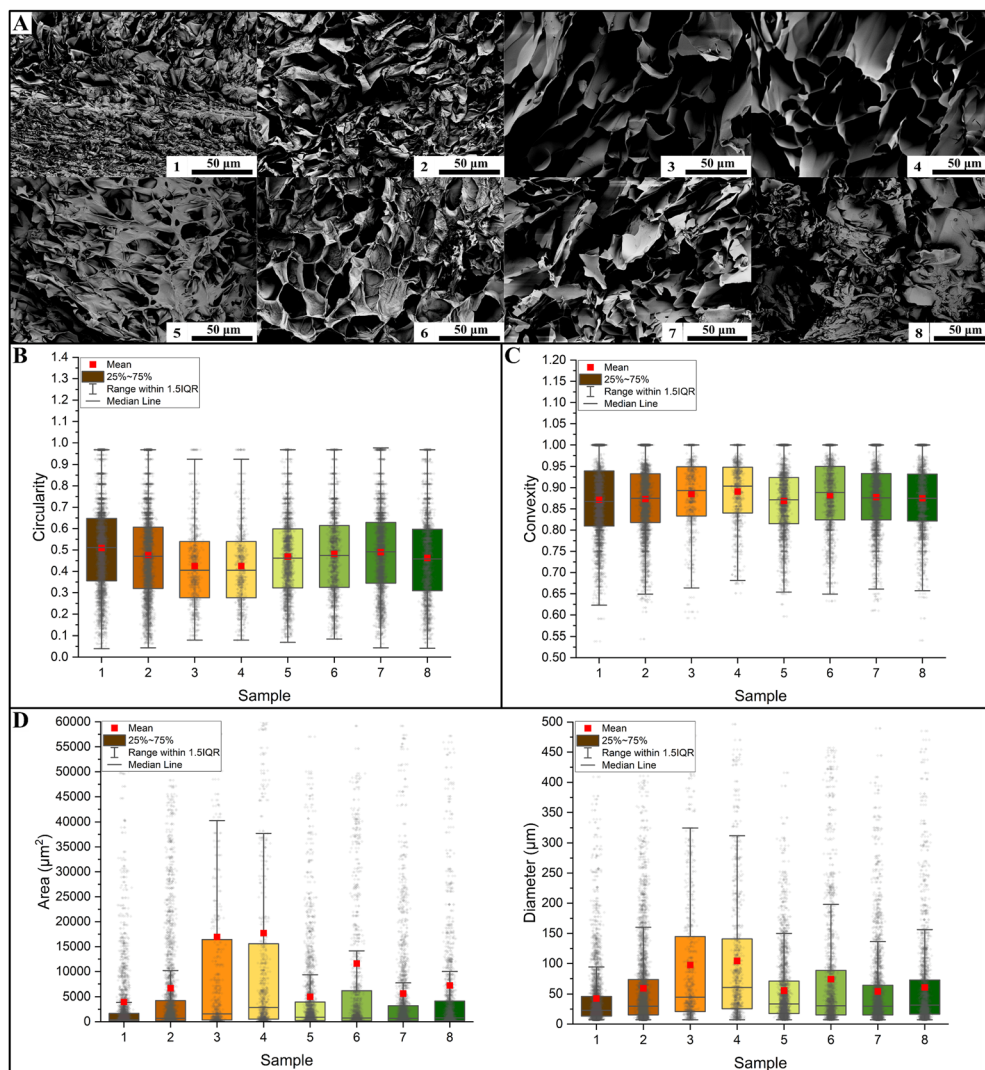 A
1 50 µm
2 50 µm
3 50 µm
4 50 µm
5 50 µm
6 50 µm
7 50 µm
8 50 µm
B
Mean
25%~75%
Range within 1.5IQR
Median Line
Circularity
1.4
1.3
1.2
1.1
1.0
0.9
0.8
0.7
0.6
0.5
0.4
0.3
0.2
0.1
0.0
1 2 3 4 5 6 7 8
Sample
C
Mean
25%~75%
Range within 1.5IQR
Median Line
Convexity
1.20
1.15
1.10
1.05
1.00
0.95
0.90
0.85
0.80
0.75
0.70
0.65
0.60
0.55
0.50
1 2 3 4 5 6 7 8
Sample
D
Mean
25%~75%
Range within 1.5IQR
Median Line
Area (µm²)
60000
55000
50000
45000
40000
35000
30000
25000
20000
15000
10000
5000
0
1 2 3 4 5 6 7 8
Sample
Mean
25%~75%
Range within 1.5IQR
Median Line
Diameter (µm)
500
450
400
350
300
250
200
150
100
50
0
1 2 3 4 5 6 7 8
Sample